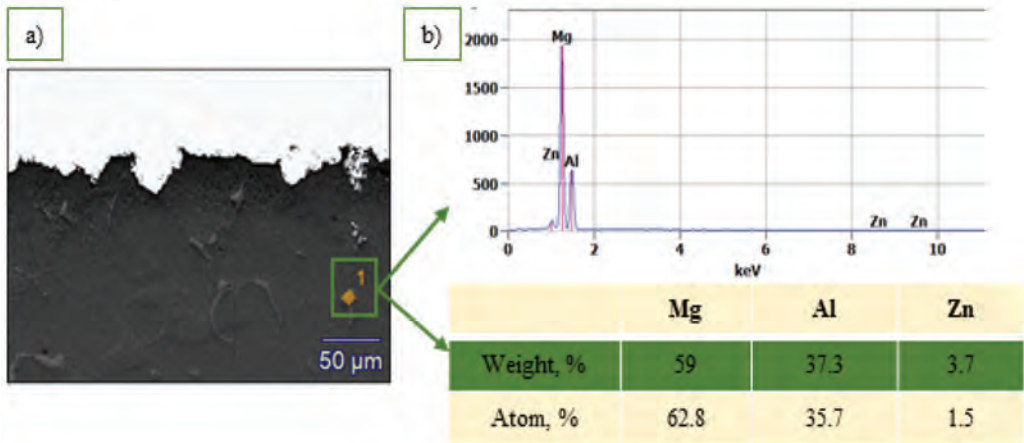 a)
1
50 µm
b)
2000
Mg
1500
1000
Zn
Al
500
Zn
Zn
0
0 2 4 6 8 10
keV
Mg Al Zn
Weight, % 59 37.3 3.7
Atom, % 62.8 35.7 1.5